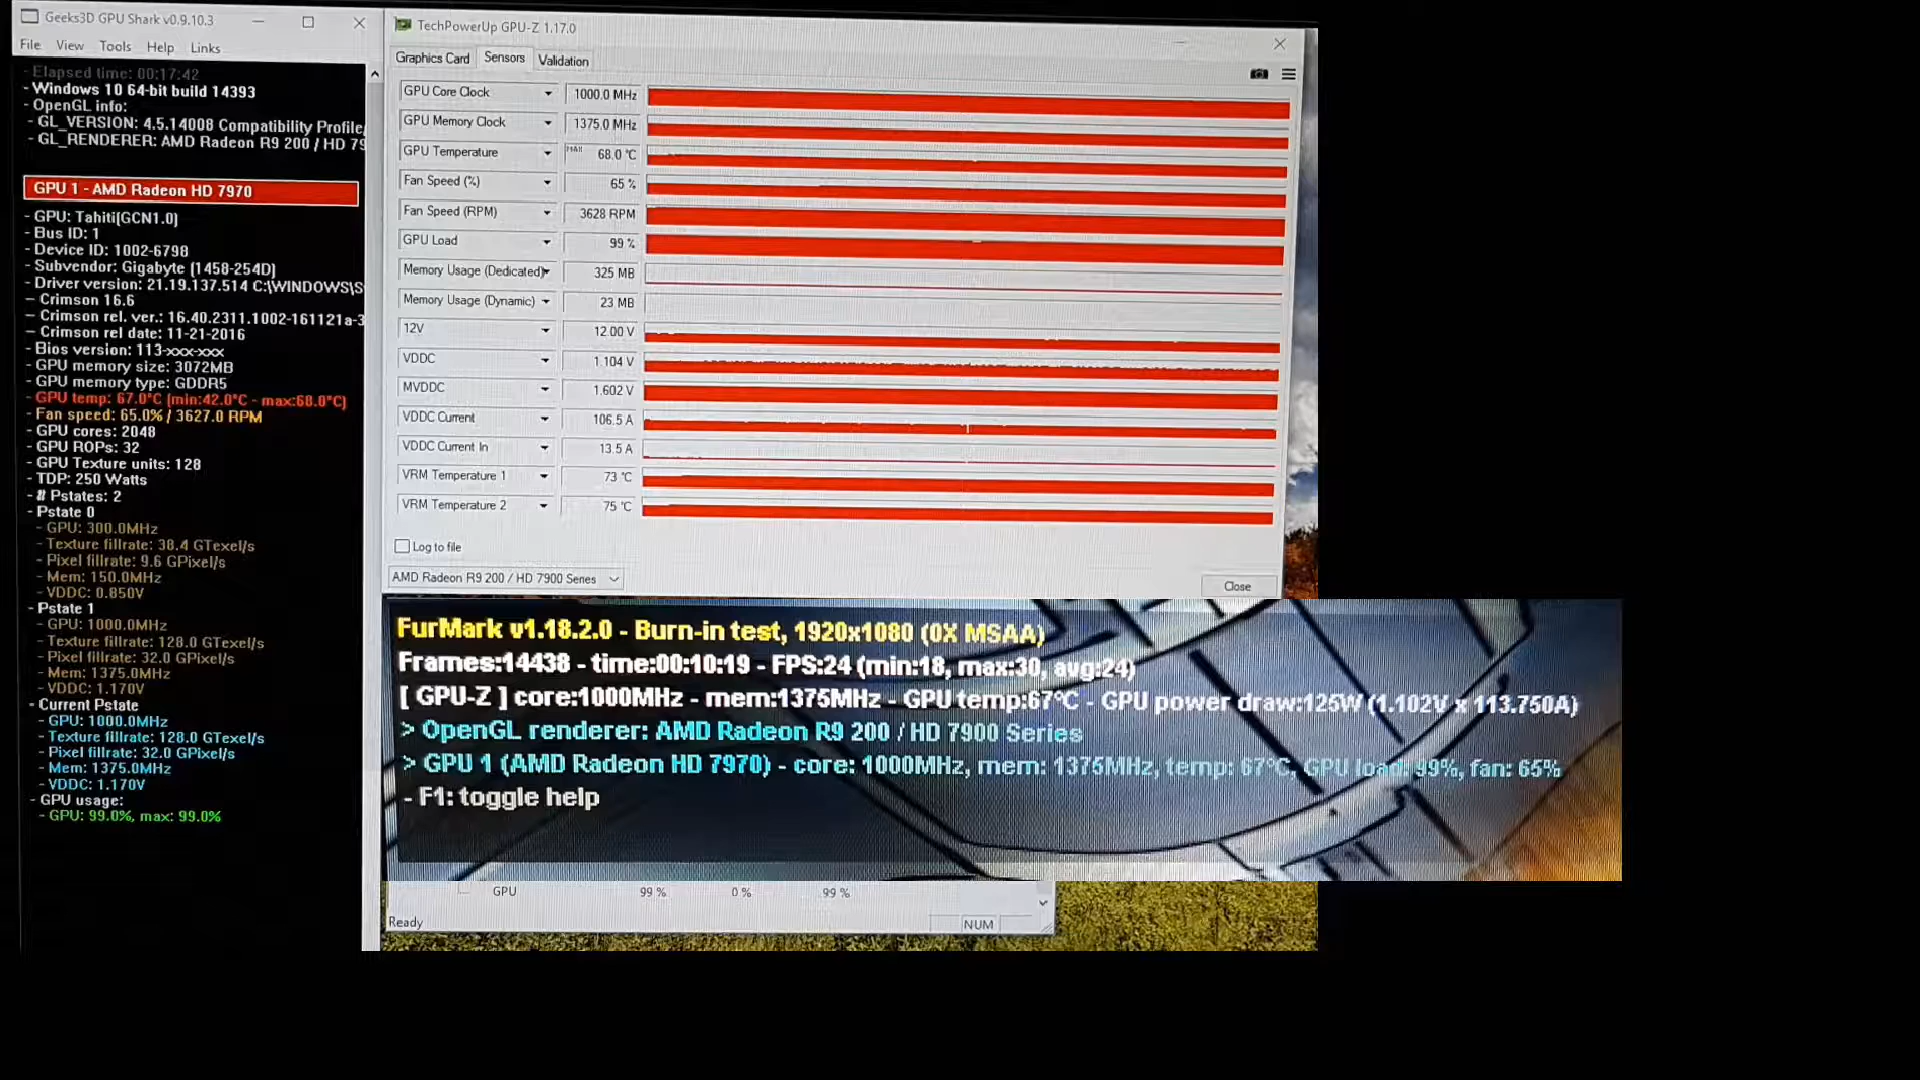 Geeks3D GPU Shark v0.9.10.3
File View Tools Help Links
- Elapsed time: 00:17:42
- Windows 10 64-bit build 14393
- OpenGL info:
- GL_VERSION: 4.5.14008 Compatibility Profile/
- GL_RENDERER: AMD Radeon R9 200 / HD 79
GPU 1 - AMD Radeon HD 7970
- GPU: Tahiti(GCN1.0)
- Bus ID: 1
- Device ID: 1002-6798
- Subvendor: Gigabyte (1458-254D)
- Driver version: 21.19.137.514 C:\WINDOWS\S
- Crimson 16.6
- Crimson rel. ver.: 16.40.2311.1002-161121a-3
- Crimson rel date: 11-21-2016
- Bios version: 113-xxx-xxx
- GPU memory size: 3072MB
- GPU memory type: GDDR5
- GPU temp: 67.0°C (min:42.0°C - max:68.0°C)
- Fan speed: 65.0% / 3627.0 RPM
- GPU cores: 2048
- GPU ROPs: 32
- GPU Texture units: 128
- TDP: 250 Watts
- # Pstates: 2
- Pstate 0
- GPU: 300.0MHz
- Texture fillrate: 38.4 GTexel/s
- Pixel fillrate: 9.6 GPixel/s
- Mem: 150.0MHz
- VDDC: 0.850V
- Pstate 1
- GPU: 1000.0MHz
- Texture fillrate: 128.0 GTexel/s
- Pixel fillrate: 32.0 GPixel/s
- Mem: 1375.0MHz
- VDDC: 1.170V
- Current Pstate
- GPU: 1000.0MHz
- Texture fillrate: 128.0 GTexel/s
- Pixel fillrate: 32.0 GPixel/s
- Mem: 1375.0MHz
- VDDC: 1.170V
- GPU usage:
- GPU: 99.0%, max: 99.0%
TechPowerUp GPU-Z 1.17.0
Graphics Card Sensors Validation
GPU Core Clock 1000.0 MHz
GPU Memory Clock 1375.0 MHz
GPU Temperature MAX 68.0 °C
Fan Speed (%) 65 %
Fan Speed (RPM) 3628 RPM
GPU Load 99 %
Memory Usage (Dedicated) 325 MB
Memory Usage (Dynamic) 23 MB
12V 12.00 V
VDDC 1.104 V
MVDDC 1.602 V
VDDC Current 106.5 A
VDDC Current In 13.5 A
VRM Temperature 1 73 °C
VRM Temperature 2 75 °C
Log to file
AMD Radeon R9 200 / HD 7900 Series
Close
FurMark v1.18.2.0 - Burn-in test, 1920x1080 (0X MSAA)
Frames:14438 - time:00:10:19 - FPS:24 (min:18, max:30, avg:24)
[ GPU-Z ] core:1000MHz - mem:1375MHz - GPU temp:67°C - GPU power draw:125W (1.102V x 113.750A)
> OpenGL renderer: AMD Radeon R9 200 / HD 7900 Series
> GPU 1 (AMD Radeon HD 7970) - core: 1000MHz, mem: 1375MHz, temp: 67°C, GPU load: 99%, fan: 65%
- F1: toggle help
GPU 99 % 0 % 99 %
Ready NUM